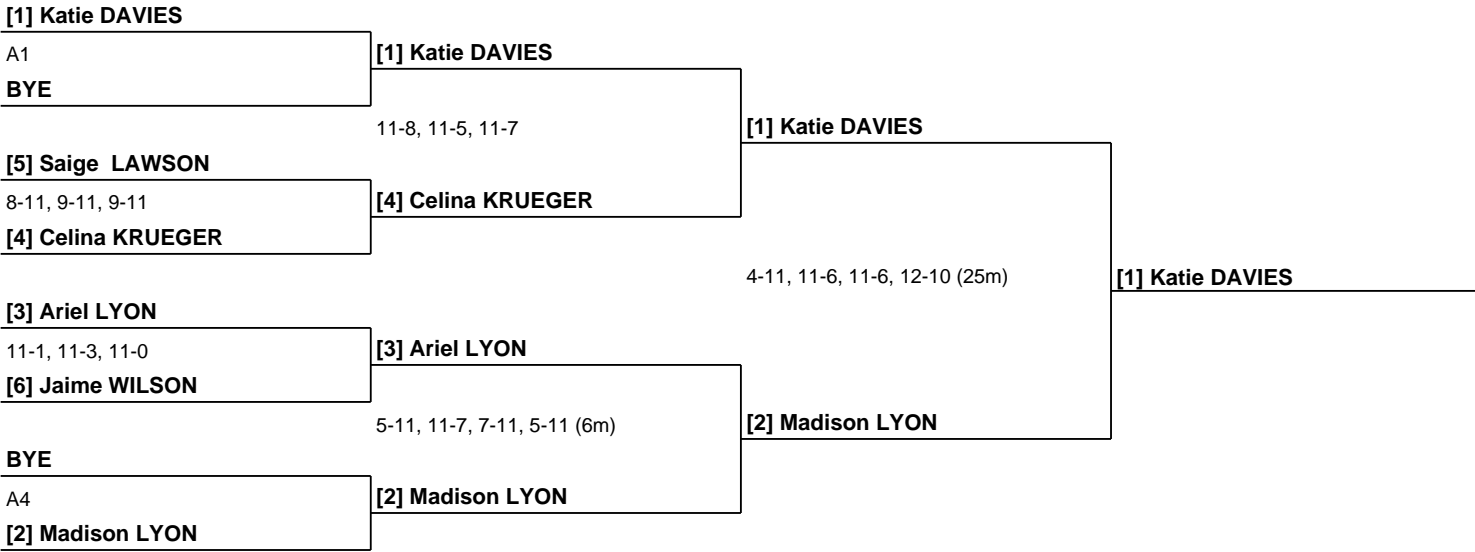 [1] Katie DAVIES
A1
[1] Katie DAVIES
BYE
11-8, 11-5, 11-7
[1] Katie DAVIES
[5] Saige  LAWSON
8-11, 9-11, 9-11
[4] Celina KRUEGER
[4] Celina KRUEGER
4-11, 11-6, 11-6, 12-10 (25m)
[1] Katie DAVIES
[3] Ariel LYON
11-1, 11-3, 11-0
[3] Ariel LYON
[6] Jaime WILSON
5-11, 11-7, 7-11, 5-11 (6m)
[2] Madison LYON
BYE
A4
[2] Madison LYON
[2] Madison LYON